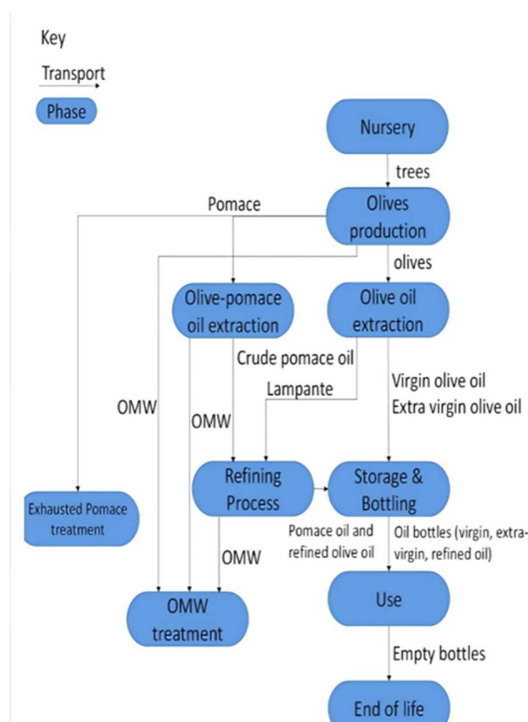 Key
Transport
Phase
Nursery
trees
Pomace
Olives
production
olives
Olive-pomace
oil extraction
Olive oil
extraction
Crude pomace oil
Lampante
Virgin olive oil
Extra virgin olive oil
OMW
OMW
Refining
Process
Storage &
Bottling
Exhausted Pomace
treatment
Pomace oil and
refined olive oil
Oil bottles (virgin, extra-
virgin, refined oil)
OMW
OMW
treatment
Use
Empty bottles
End of life